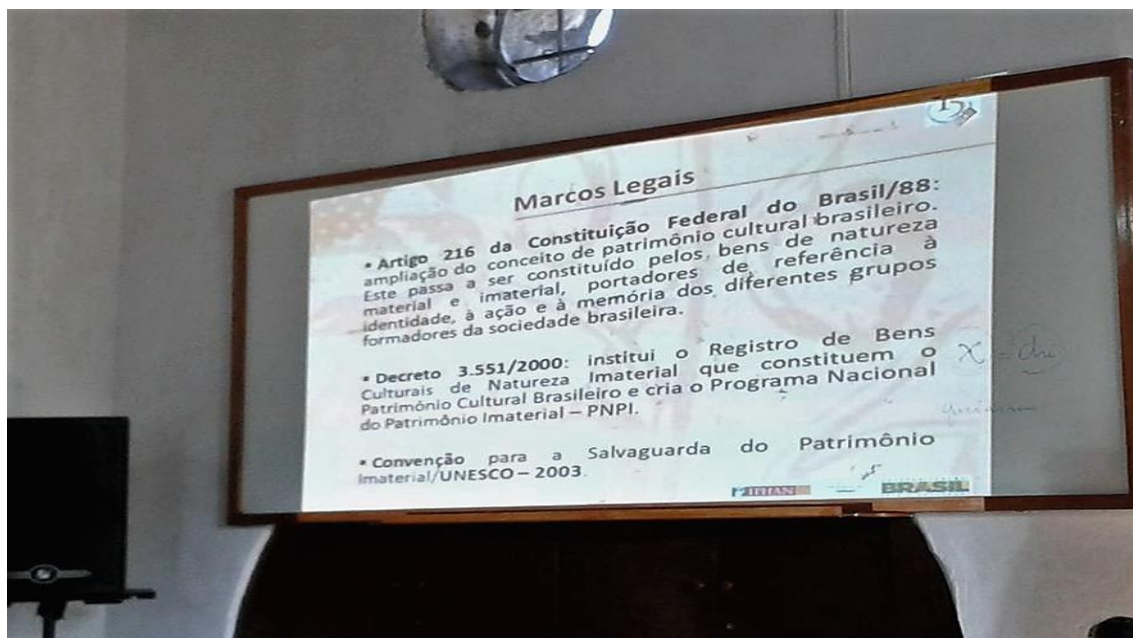 15
Marcos Legais
▪ Artigo 216 da Constituição Federal do Brasil/88:
ampliação do conceito de patrimônio cultural brasileiro.
Este passa a ser constituído pelos bens de natureza
material e imaterial, portadores de referência à
identidade, à ação e à memória dos diferentes grupos
formadores da sociedade brasileira.
▪ Decreto 3.551/2000: institui o Registro de Bens
Culturais de Natureza Imaterial que constituem o
Patrimônio Cultural Brasileiro e cria o Programa Nacional
do Patrimônio Imaterial – PNPI.
▪ Convenção para a Salvaguarda do Patrimônio
Imaterial/UNESCO – 2003.
IPHAN
BRASIL
X = chi